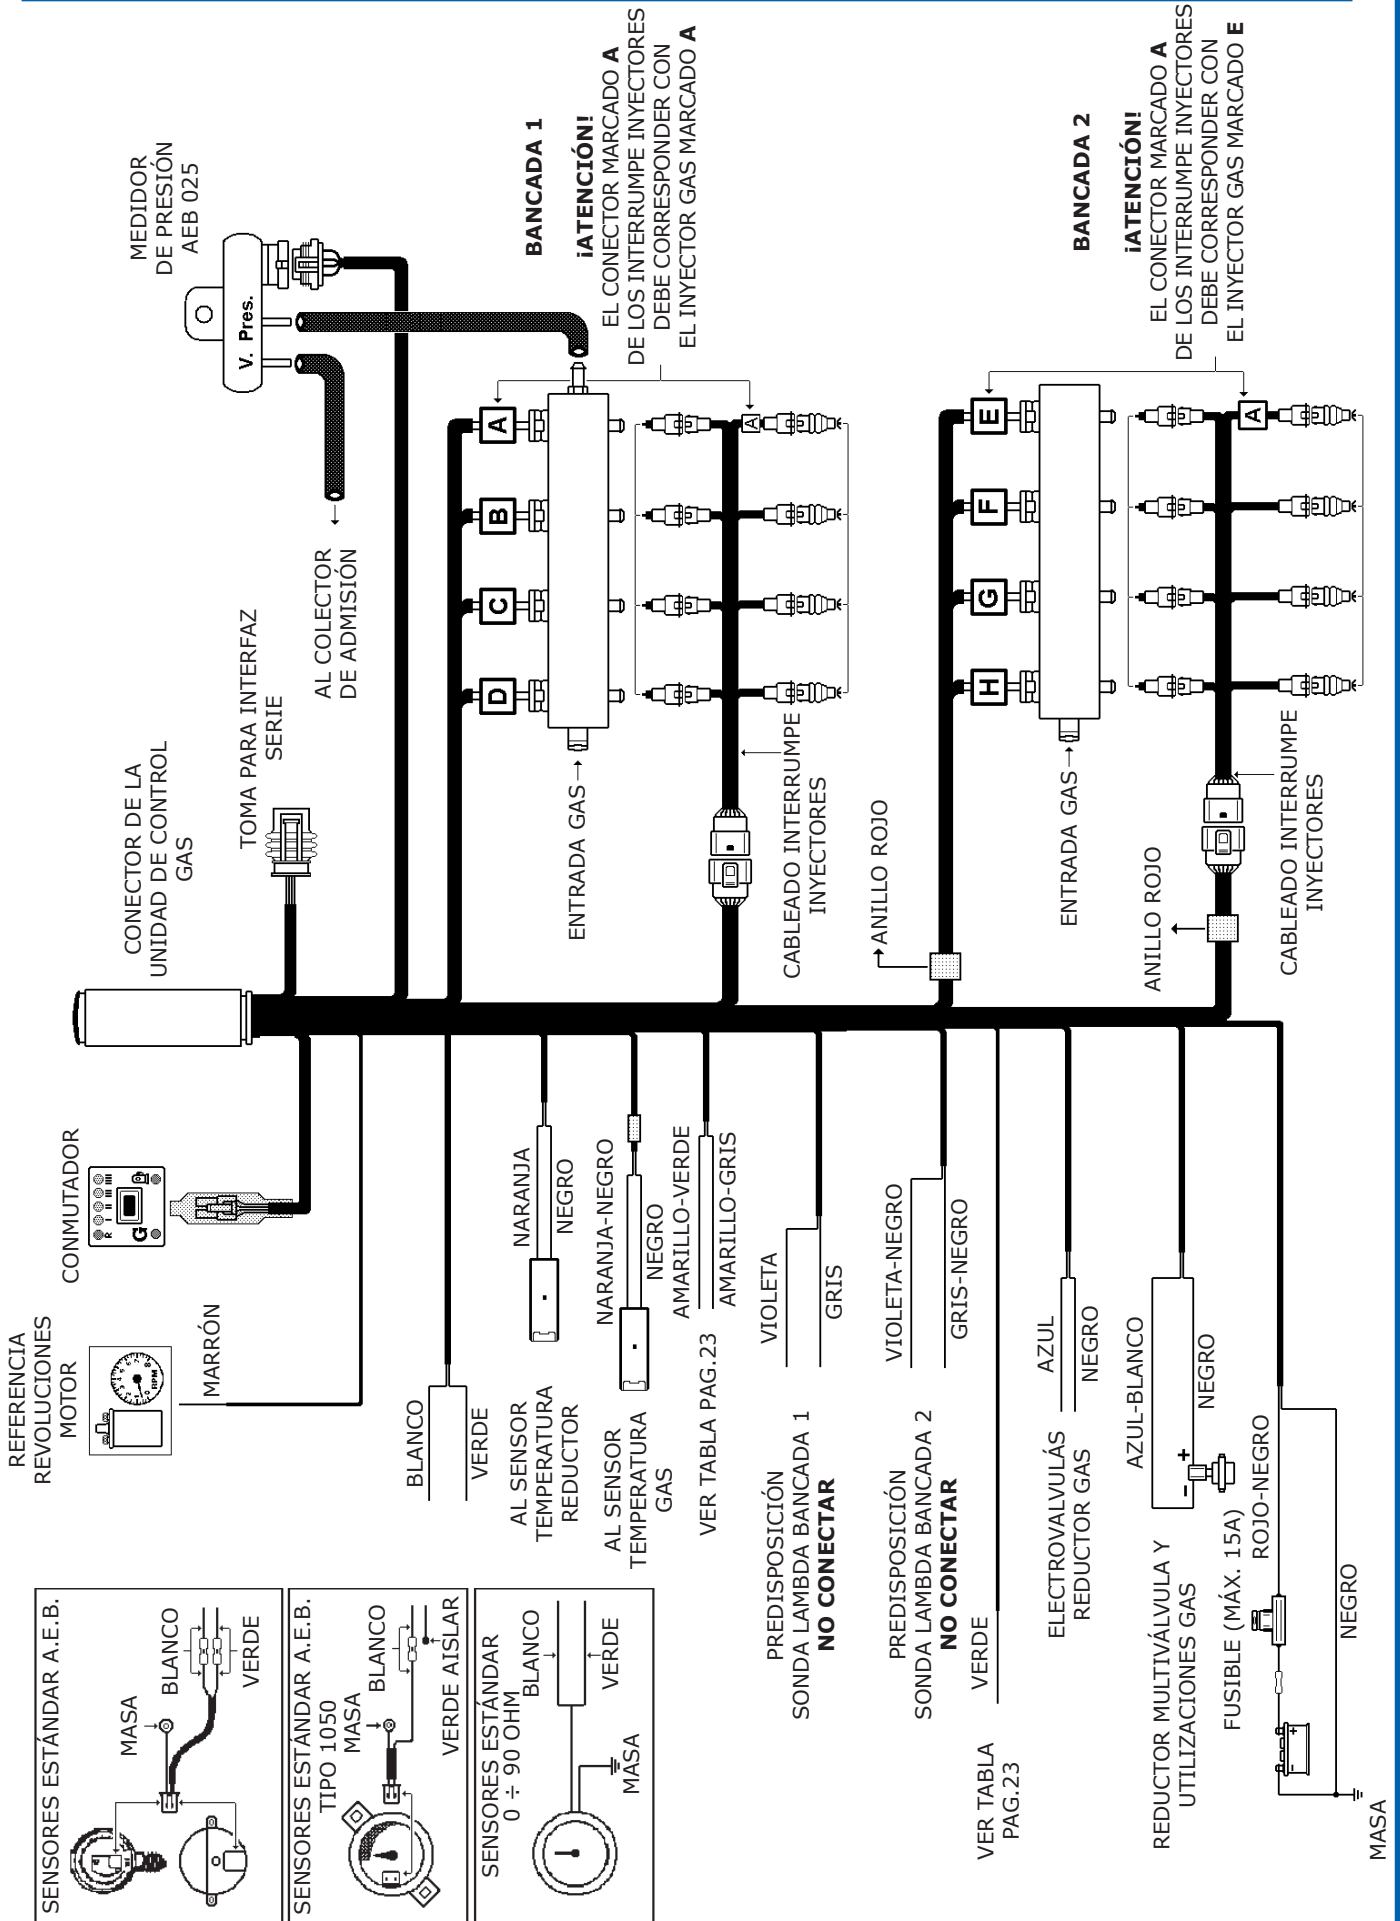 SENSORES ESTÁNDAR A.E.B.
MASA
BLANCO
VERDE
SENSORES ESTÁNDAR A.E.B.
TIPO 1050
MASA
BLANCO
VERDE AISLAR
SENSORES ESTÁNDAR
0 ÷ 90 OHM
BLANCO
VERDE
MASA
REFERENCIA
REVOLUCIONES
MOTOR
RPM
MARRÓN
CONMUTADOR
R I II III IIII
G
CONECTOR DE LA
UNIDAD DE CONTROL
GAS
TOMA PARA INTERFAZ
SERIE
AL COLECTOR
DE ADMISIÓN
MEDIDOR
DE PRESIÓN
AEB 025
V. Pres.
BLANCO
VERDE
AL SENSOR
TEMPERATURA
REDUCTOR
NARANJA
NEGRO
AL SENSOR
TEMPERATURA
GAS
NARANJA-NEGRO
NEGRO
VER TABLA PAG.23
AMARILLO-VERDE
AMARILLO-GRIS
PREDISPOSICIÓN
SONDA LAMBDA BANCADA 1
NO CONECTAR
VIOLETA
GRIS
PREDISPOSICIÓN
SONDA LAMBDA BANCADA 2
NO CONECTAR
VIOLETA-NEGRO
GRIS-NEGRO
VER TABLA
PAG.23
VERDE
ELECTROVALVULÁS
REDUCTOR GAS
AZUL
NEGRO
REDUCTOR MULTIVÁLVULA Y
UTILIZACIONES GAS
AZUL-BLANCO
NEGRO
- +
FUSIBLE (MÁX. 15A)
ROJO-NEGRO
NEGRO
MASA
D
C
B
A
ENTRADA GAS
CABLEADO INTERRUMPE
INYECTORES
A
BANCADA 1
¡ATENCIÓN!
EL CONECTOR MARCADO A
DE LOS INTERRUMPE INYECTORES
DEBE CORRESPONDER CON
EL INYECTOR GAS MARCADO A
ANILLO ROJO
H
G
F
E
ENTRADA GAS
ANILLO ROJO
CABLEADO INTERRUMPE
INYECTORES
A
BANCADA 2
¡ATENCIÓN!
EL CONECTOR MARCADO A
DE LOS INTERRUMPE INYECTORES
DEBE CORRESPONDER CON
EL INYECTOR GAS MARCADO E